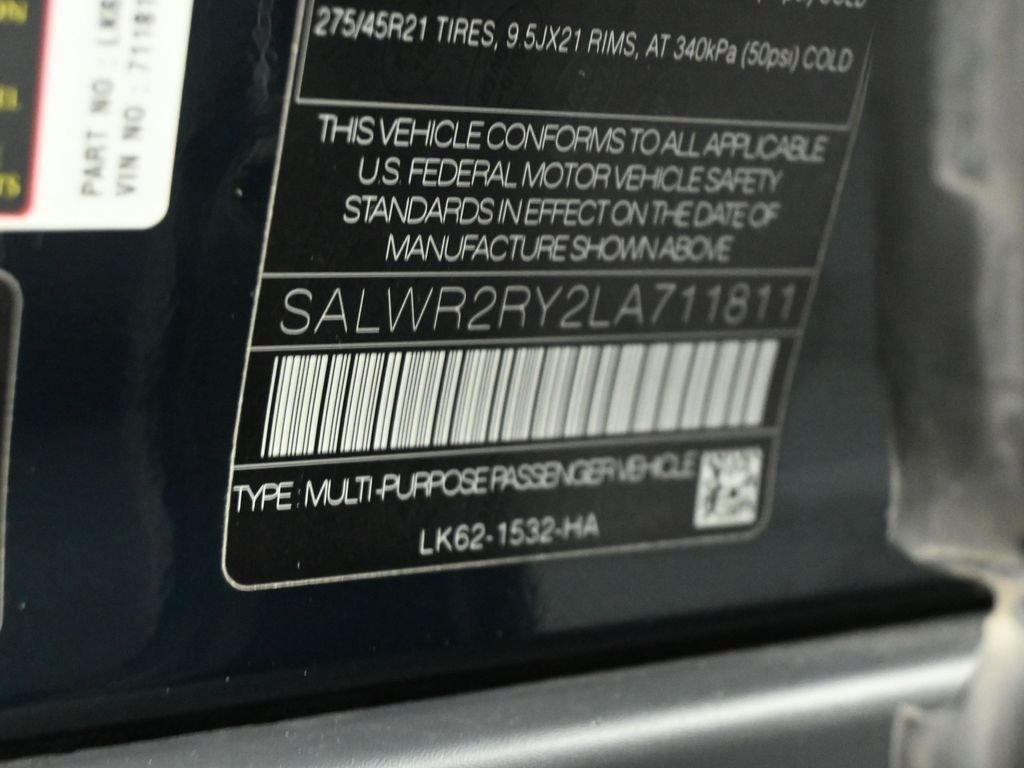 275/45R21 TIRES, 9.5JX21 RIMS, AT 340kPa (50psi) COLD
THIS VEHICLE CONFORMS TO ALL APPLICABLE
U.S. FEDERAL MOTOR VEHICLE SAFETY
STANDARDS IN EFFECT ON THE DATE OF
MANUFACTURE SHOWN ABOVE
SALWR2RY2LA711811
TYPE : MULTI-PURPOSE PASSENGER VEHICLE
LK62-1532-HA
PART NO : LK6
VIN NO : 71181